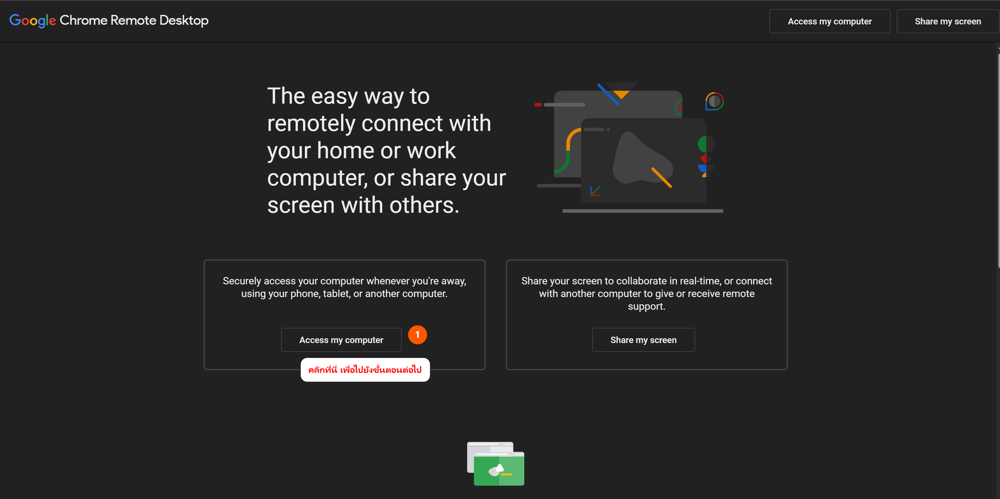 Google Chrome Remote Desktop
Access my computer
Share my screen
The easy way to
remotely connect with
your home or work
computer, or share your
screen with others.
Securely access your computer whenever you're away,
using your phone, tablet, or another computer.
Access my computer
1
คลิกที่นี่ เพื่อไปยังขั้นตอนต่อไป
Share your screen to collaborate in real-time, or connect
with another computer to give or receive remote
support.
Share my screen